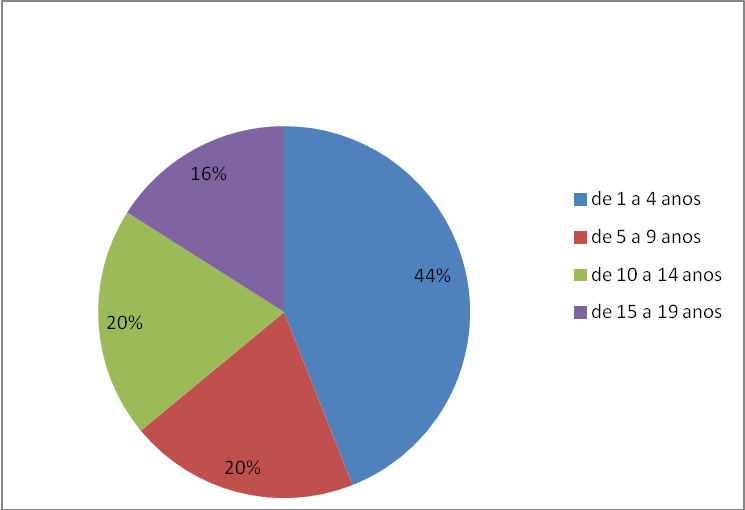 16%
44%
20%
20%
de 1 a 4 anos
de 5 a 9 anos
de 10 a 14 anos
de 15 a 19 anos